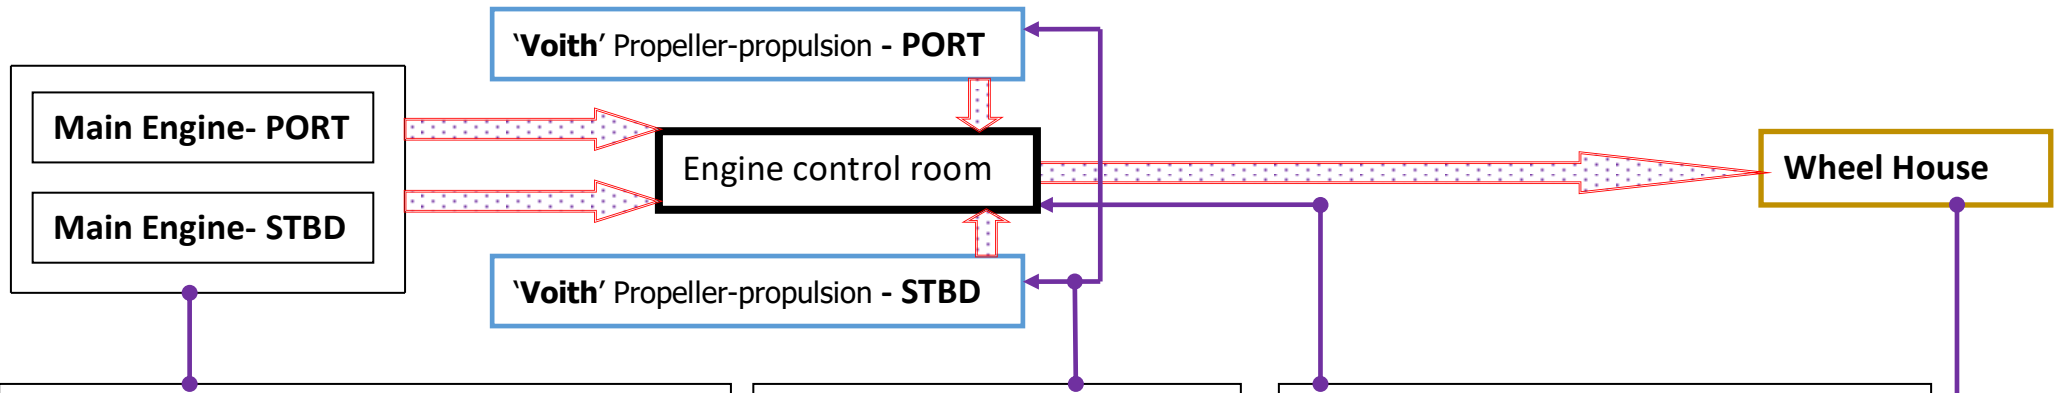 ‘Voith’ Propeller-propulsion - PORT
Main Engine- PORT
Engine control room
Wheel House
Main Engine- STBD
‘Voith’ Propeller-propulsion - STBD